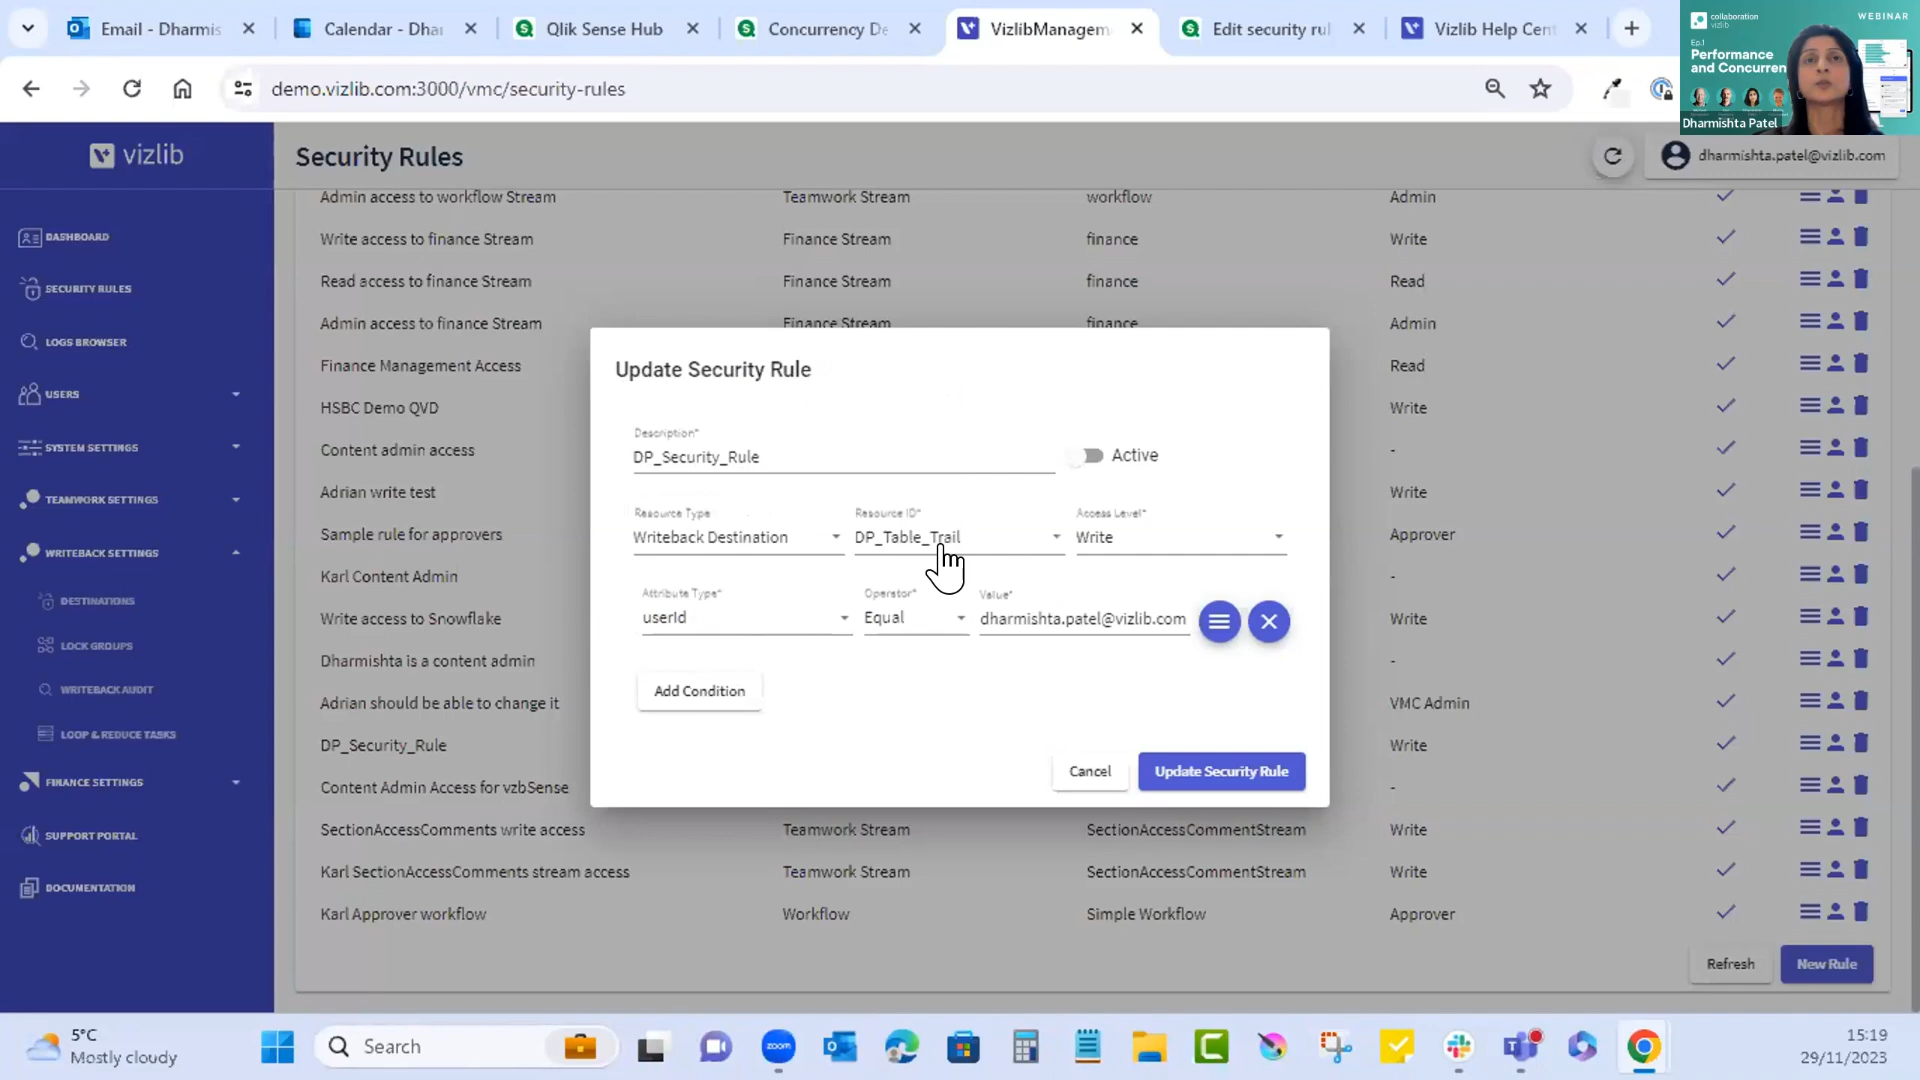 Email - Dharmis
Calendar - Dhar
Qlik Sense Hub
Concurrency De
VizlibManagem
Edit security rul
Vizlib Help Cent
collaboration
vizlib
WEBINAR
Ep.1
Performance
and Concurren
Dharmishta Patel
demo.vizlib.com:3000/vmc/security-rules
vizlib
Security Rules
dharmishta.patel@vizlib.com
DASHBOARD
SECURITY RULES
LOGS BROWSER
USERS
SYSTEM SETTINGS
TEAMWORK SETTINGS
WRITEBACK SETTINGS
DESTINATIONS
LOCK GROUPS
WRITEBACK AUDIT
LOOP & REDUCE TASKS
FINANCE SETTINGS
SUPPORT PORTAL
DOCUMENTATION
Admin access to workflow Stream Teamwork Stream workflow Admin
Write access to finance Stream Finance Stream finance Write
Read access to finance Stream Finance Stream finance Read
Admin access to finance Stream Finance Stream finance Admin
Finance Management Access Read
HSBC Demo QVD Write
Content admin access -
Adrian write test Write
Sample rule for approvers Approver
Karl Content Admin -
Write access to Snowflake Write
Dharmishta is a content admin -
Adrian should be able to change it VMC Admin
DP_Security_Rule Write
Content Admin Access for vzbSense -
SectionAccessComments write access Teamwork Stream SectionAccessCommentStream Write
Karl SectionAccessComments stream access Teamwork Stream SectionAccessCommentStream Write
Karl Approver workflow Workflow Simple Workflow Approver
Update Security Rule
Description*
DP_Security_Rule
Active
Resource Type Resource ID* Access Level*
Writeback Destination DP_Table_Trail Write
Attribute Type* Operator* Value*
userId Equal dharmishta.patel@vizlib.com
Add Condition
Cancel Update Security Rule
Refresh New Rule
5°C
Mostly cloudy
Search
zoom
15:19
29/11/2023